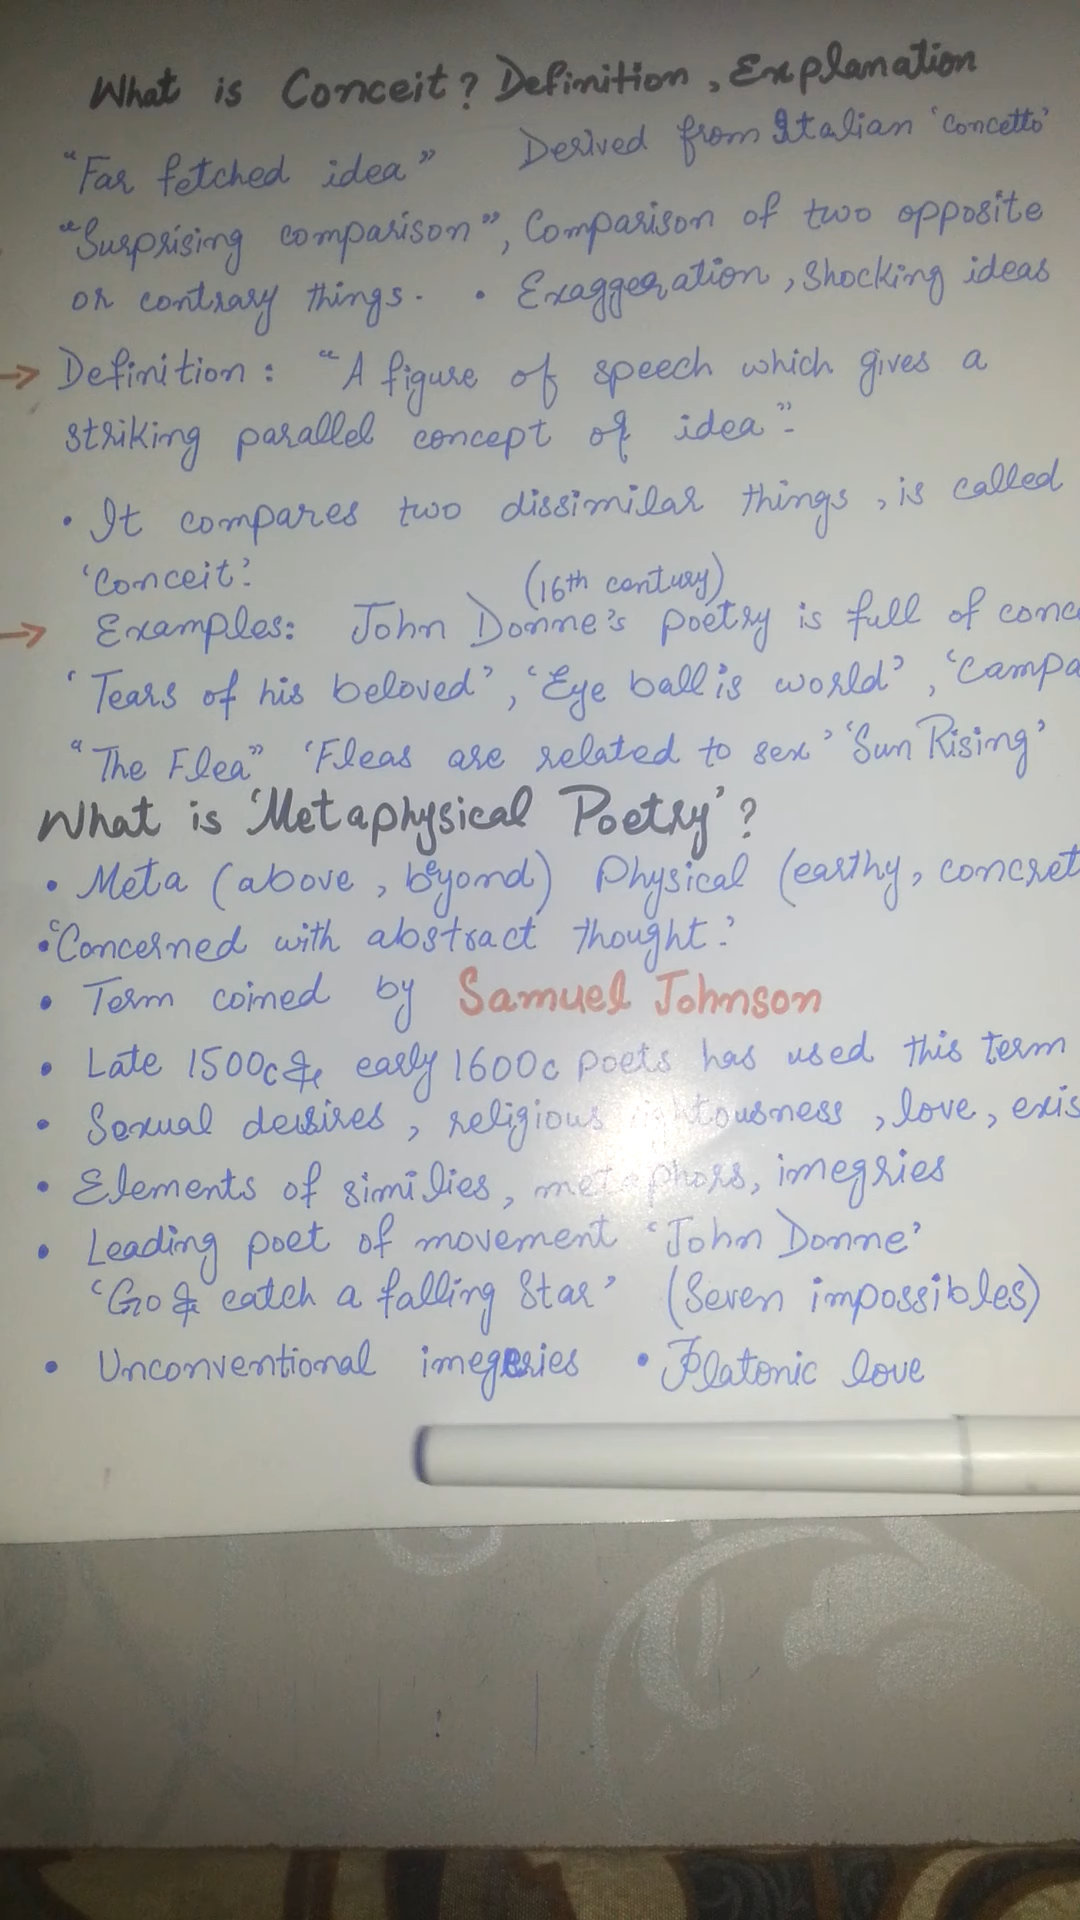 What is Conceit? Definition, Explanation
"Far fetched idea" Derived from Italian 'concetto'
"Surprising comparison", Comparison of two opposite
or contrary things. • Exaggeration, Shocking ideas
→ Definition: "A figure of speech which gives a
striking parallel concept of idea".
• It compares two dissimilar things, is called
'Conceit'.
(16th century)
→ Examples: John Donne's poetry is full of conc
'Tears of his beloved', 'Eye ball is world', 'Campa
"The Flea" 'Fleas are related to sex' 'Sun Rising'
What is 'Metaphysical Poetry'?
• Meta (above, beyond) Physical (earthy, concret
• 'Concerned with abstract thought.'
• Term coined by Samuel Johnson
• Late 1500c & early 1600c poets has used this term
• Sexual desires, religious , love, exis
• Elements of similies, metaphors, imegries
• Leading poet of movement 'John Donne'
'Go & catch a falling Star' (Seven impossibles)
• Unconventional imegeries • Platonic love